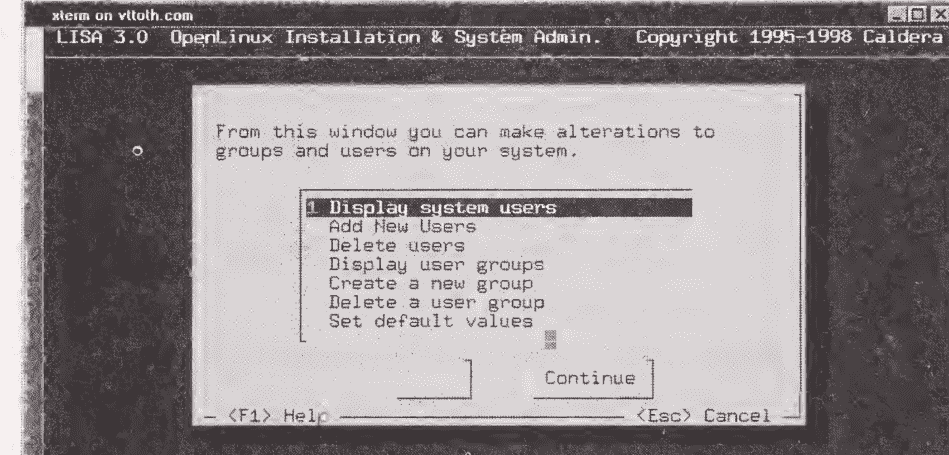 xterm on vttoth.com
LISA 3.0 OpenLinux Installation & System Admin. Copyright 1995-1998 Caldera
From this window you can make alterations to
groups and users on your system.
1 Display system users
Add New Users
Delete users
Display user groups
Create a new group
Delete a user group
Set default values
Continue
<F1> Help <Esc> Cancel